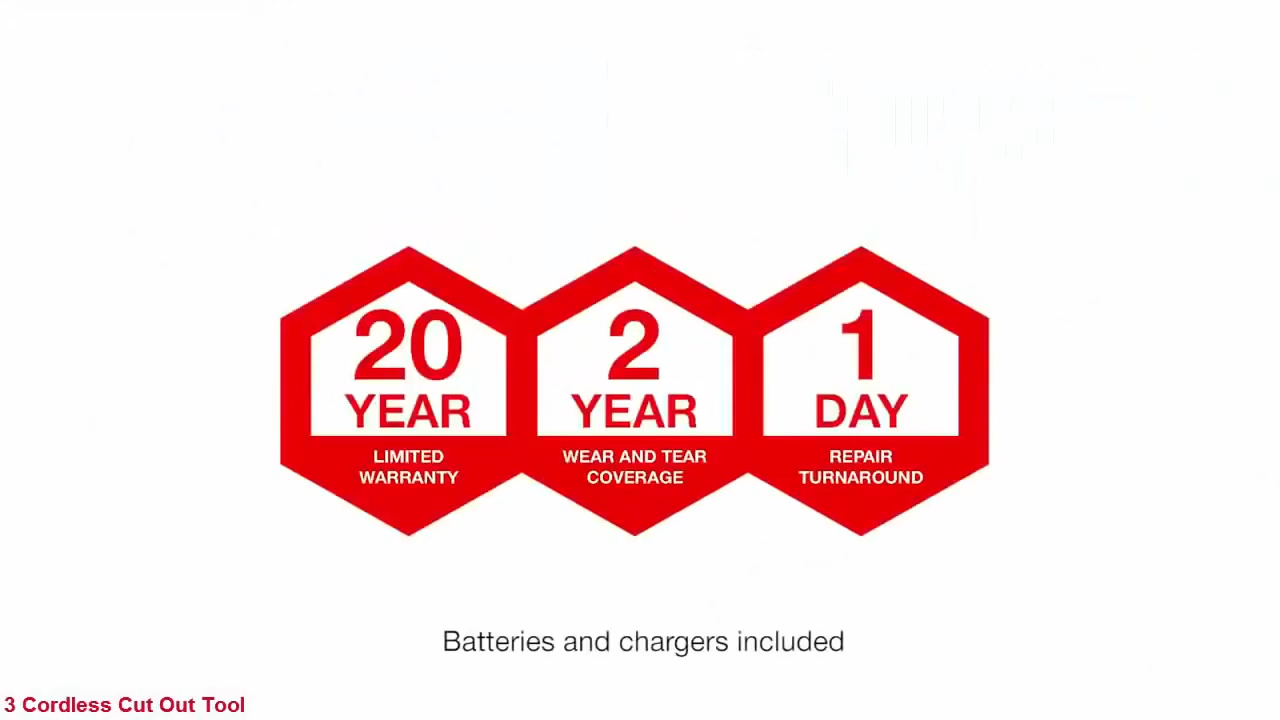 20
YEAR
LIMITED
WARRANTY
2
YEAR
WEAR AND TEAR
COVERAGE
1
DAY
REPAIR
TURNAROUND
Batteries and chargers included
3 Cordless Cut Out Tool